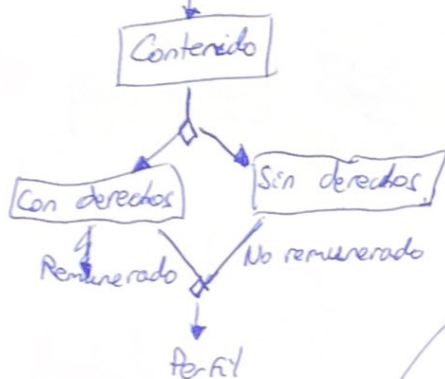 Contenido
Con derechos
Sin derechos
Remunerado
No remunerado
Perfil